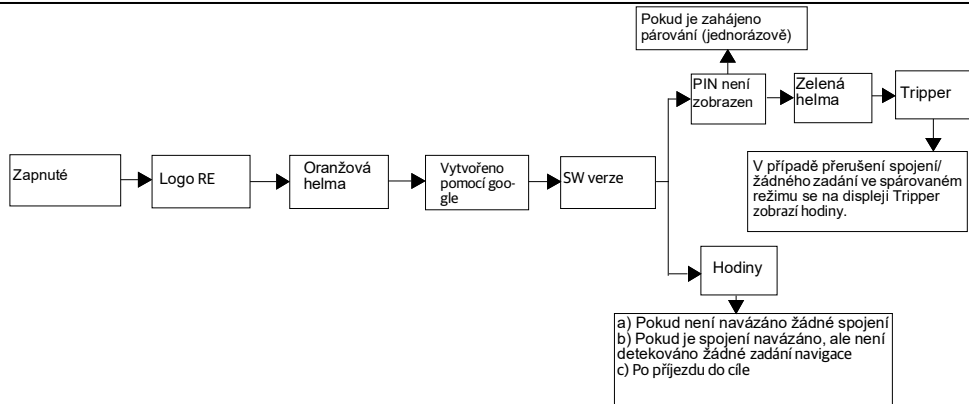 Pokud je zahájeno
párování (jednorázově)
PIN není
zobrazen
Zelená
helma
Tripper
Zapnuté
Logo RE
Oranžová
helma
Vytvořeno
pomocí goo-
gle
SW verze
V případě přerušení spojení/
žádného zadání ve spárovaném
režimu se na displeji Tripper
zobrazí hodiny.
Hodiny
a) Pokud není navázáno žádné spojení
b) Pokud je spojení navázáno, ale není
detekováno žádné zadání navigace
c) Po příjezdu do cíle